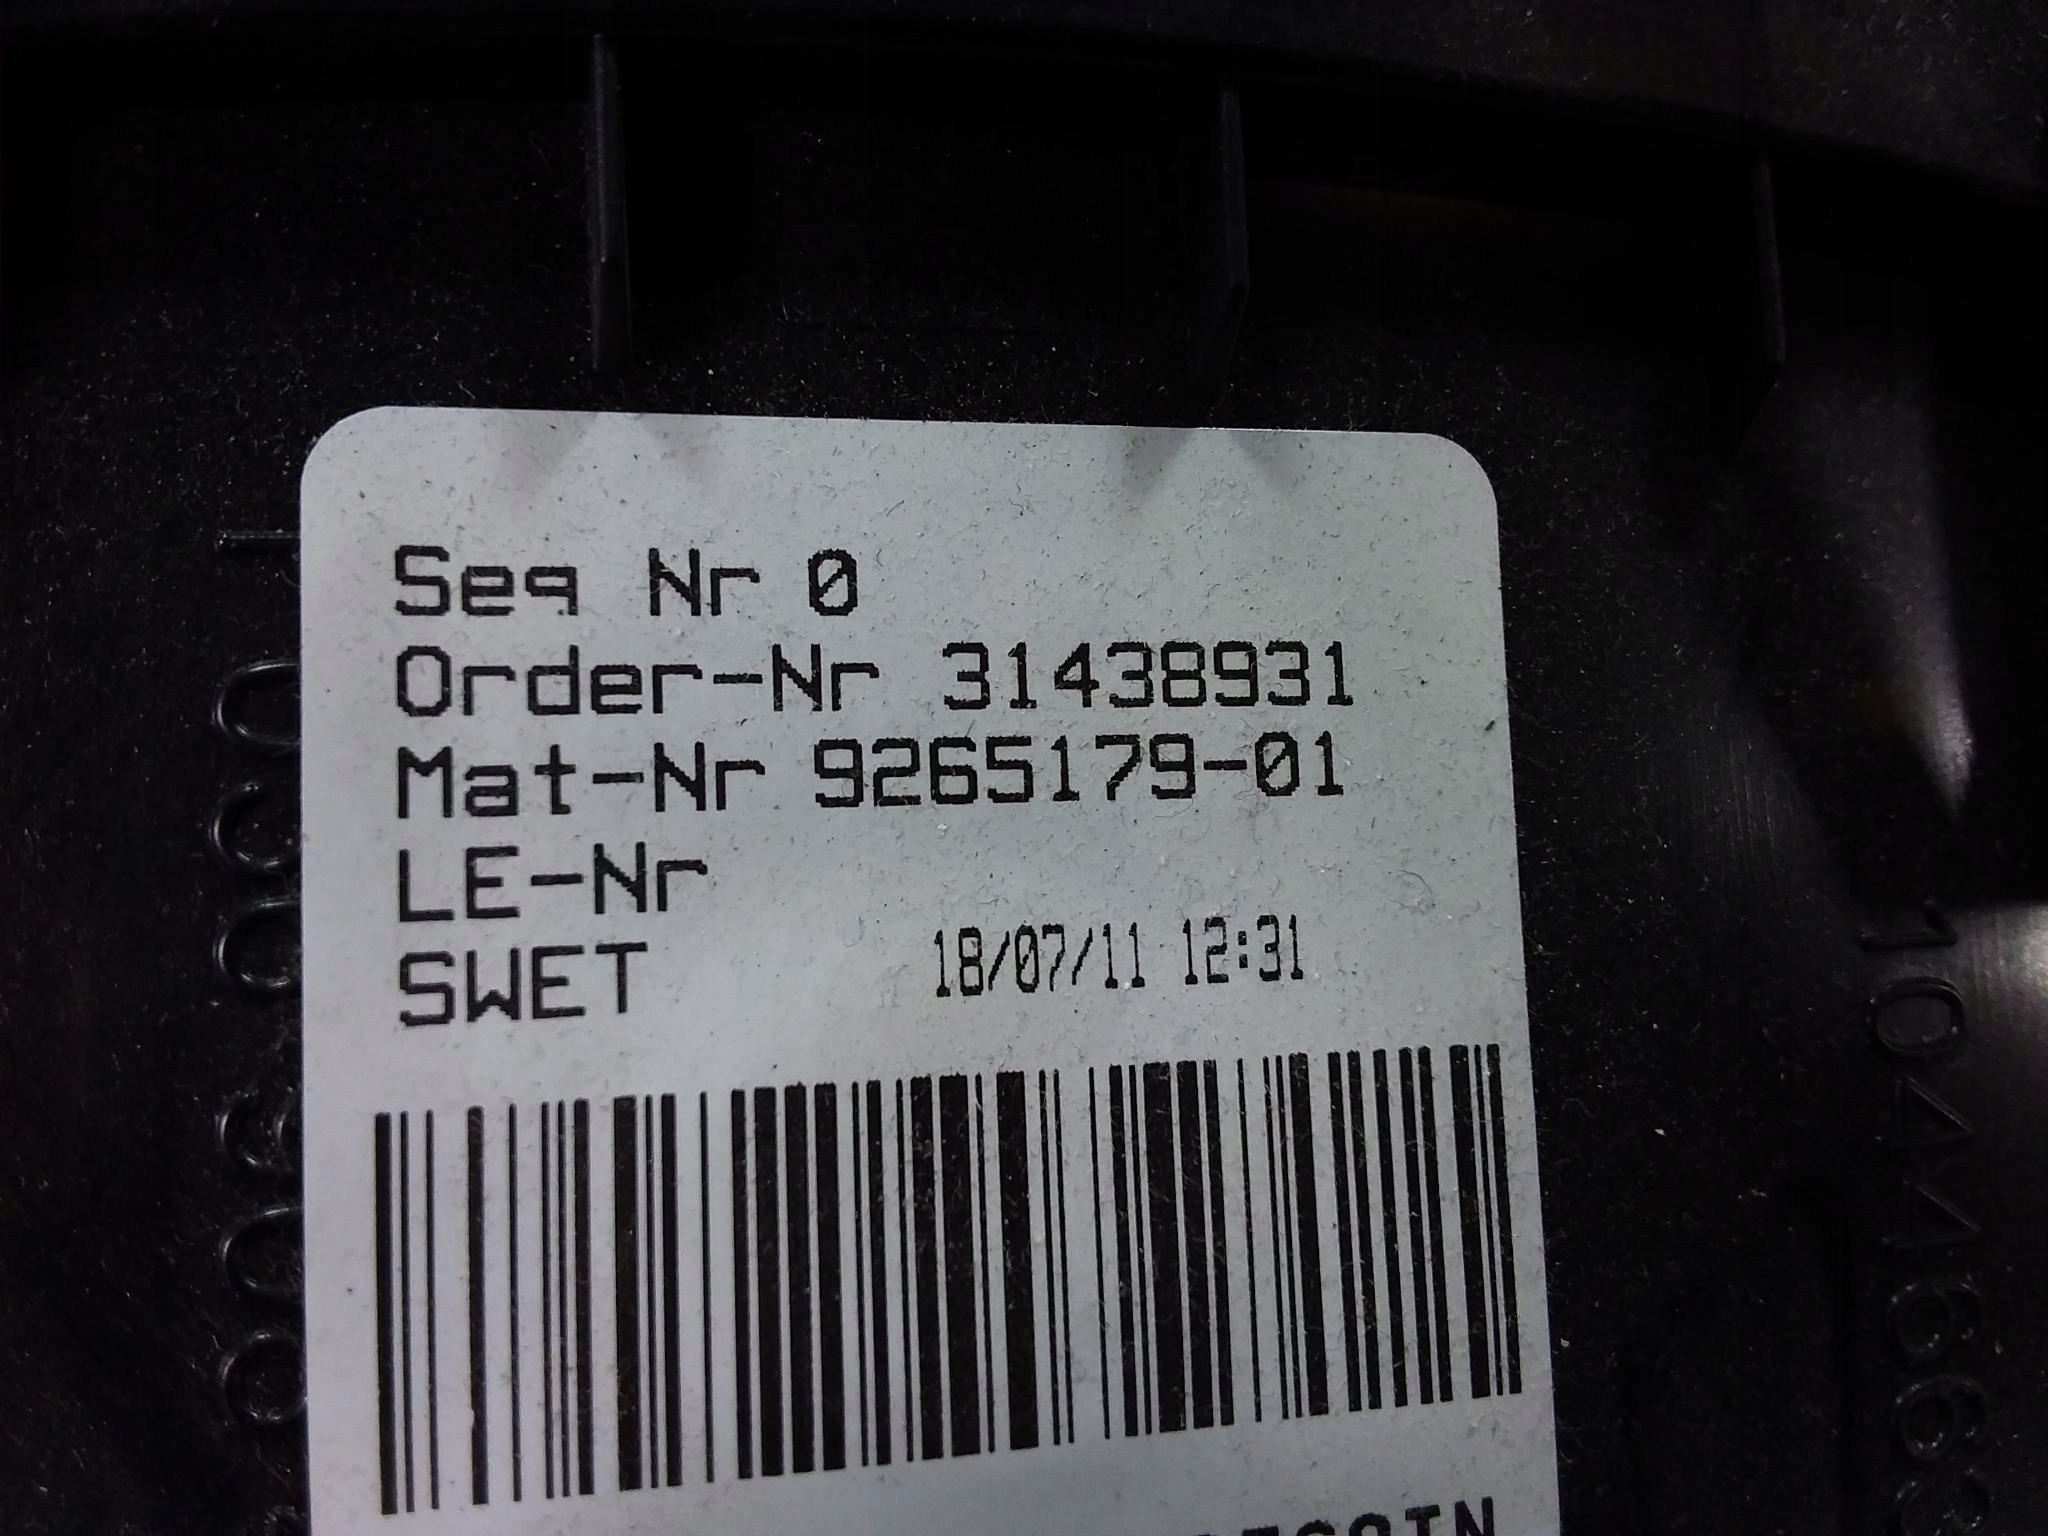 Seq Nr 0
Order-Nr 31438931
Mat-Nr 9265179-01
LE-Nr
SWET 18/07/11 12:31